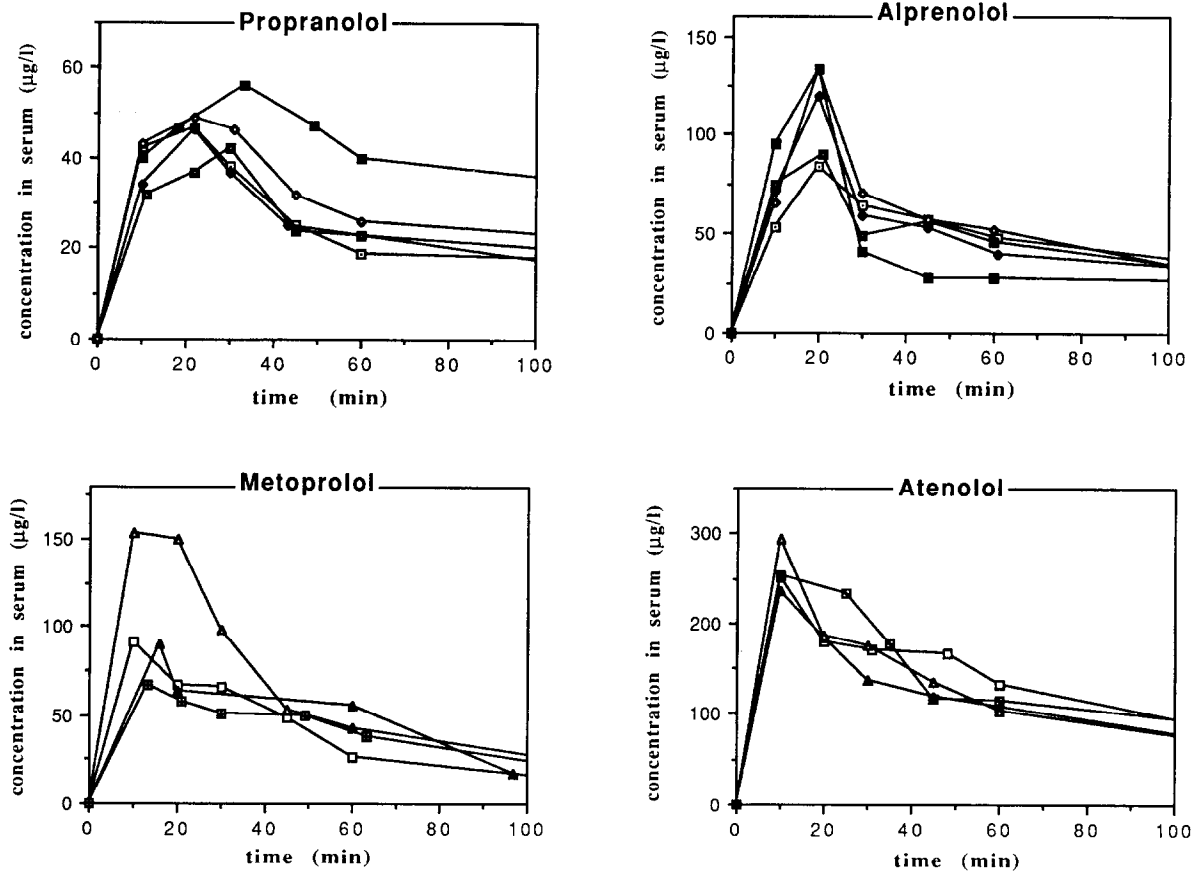 Propranolol
concentration in serum (µg/l)
60
40
20
0
0 20 40 60 80 100
time (min)
Alprenolol
concentration in serum (µg/l)
150
100
50
0
0 20 40 60 80 100
time (min)
Metoprolol
concentration in serum (µg/l)
150
100
50
0
0 20 40 60 80 100
time (min)
Atenolol
concentration in serum (µg/l)
300
200
100
0
0 20 40 60 80 100
time (min)